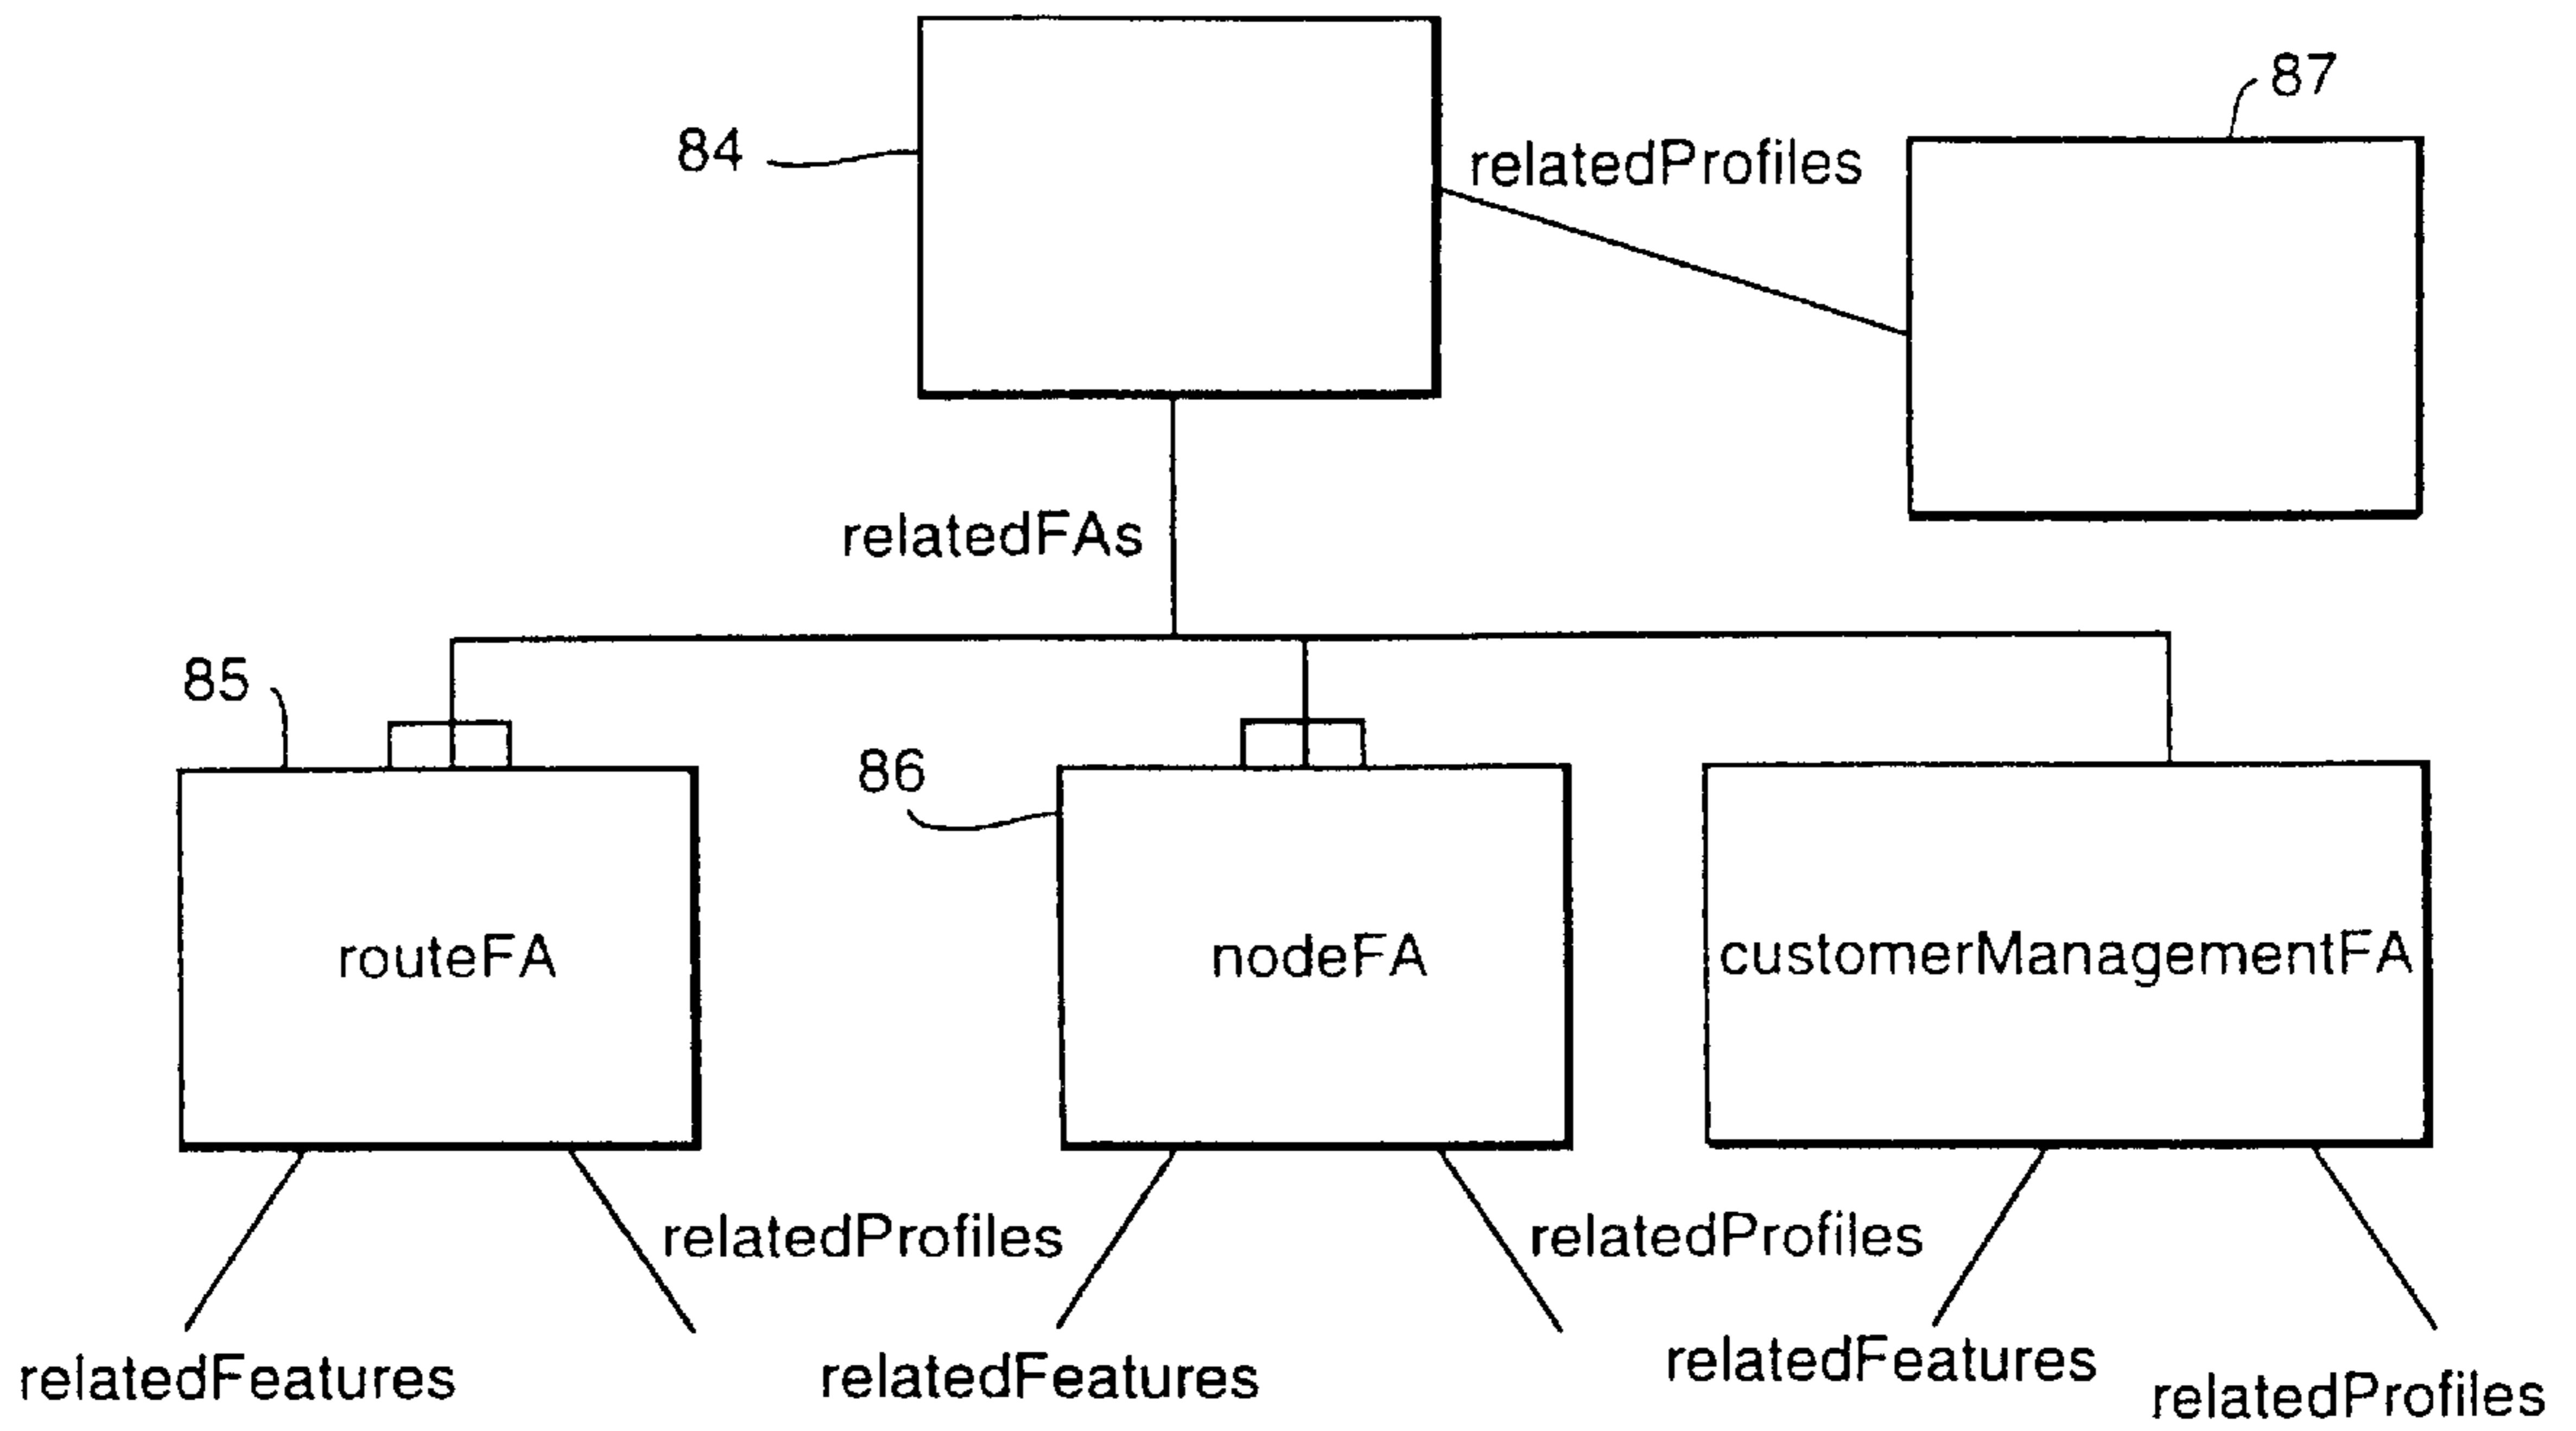 87
84
relatedProfiles
relatedFAs
85
86
routeFA
nodeFA
customerManagementFA
relatedProfiles
relatedProfiles
relatedFeatures
relatedFeatures
relatedFeatures
relatedProfiles